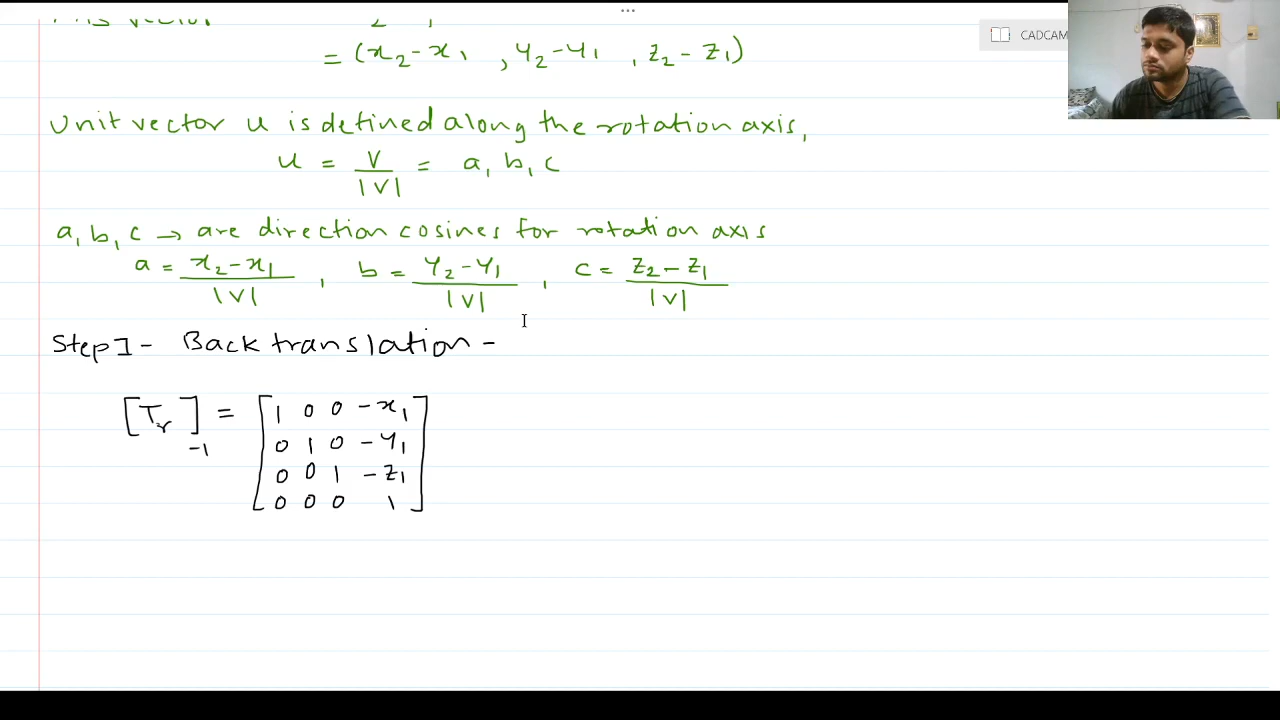 ...
CADCAM
= (x₂ - x₁ , y₂ - y₁ , z₂ - z₁)
Unit vector u is defined along the rotation axis,
u = V / |V| = a, b, c
a, b, c → are direction cosines for rotation axis
a = x₂ - x₁ / |V| , b = y₂ - y₁ / |V| , c = z₂ - z₁ / |V|
Step 1 - Back translation -
[Tr]₋₁ = [1 0 0 -x₁
0 1 0 -y₁
0 0 1 -z₁
0 0 0 1]